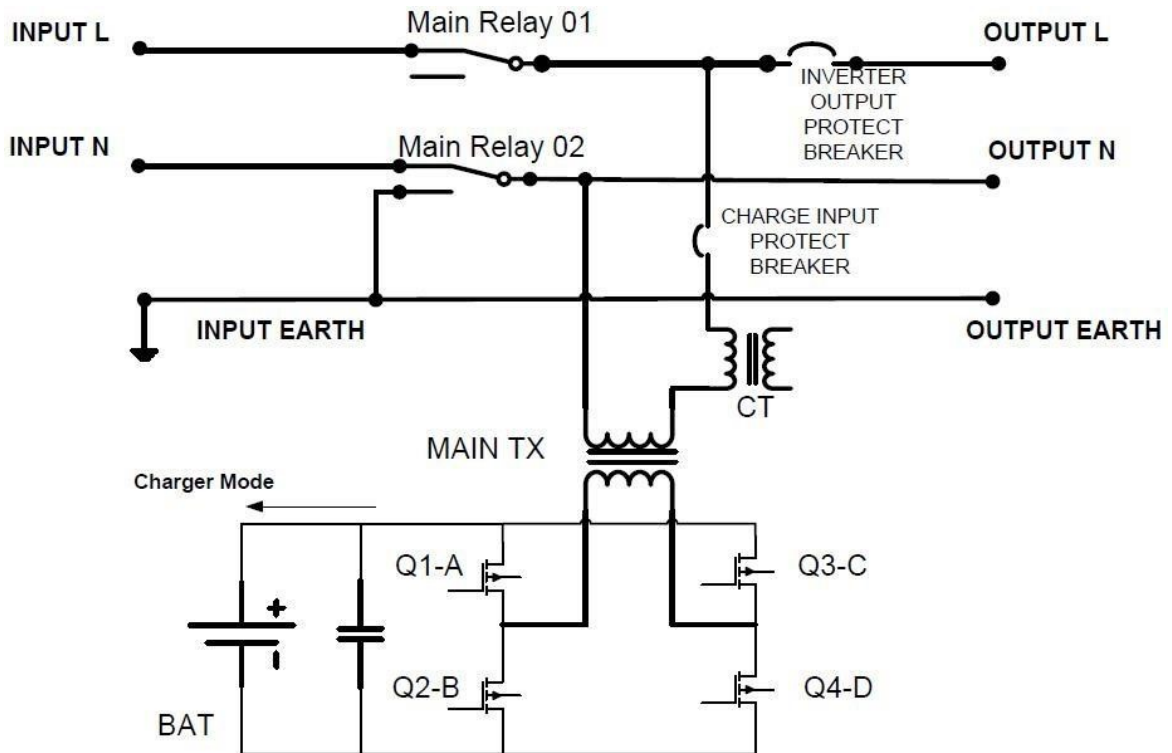 Main Relay 01
INPUT L
OUTPUT L
INVERTER
OUTPUT
PROTECT
BREAKER
INPUT N
Main Relay 02
OUTPUT N
CHARGE INPUT
PROTECT
BREAKER
INPUT EARTH
OUTPUT EARTH
CT
MAIN TX
Charger Mode
Q1-A
Q3-C
+
-
Q2-B
Q4-D
BAT